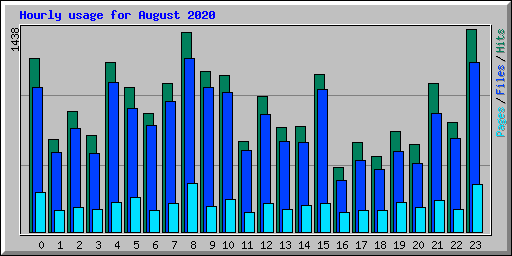 Hourly usage for August 2020
1438
Pages/Files/Hits
0 1 2 3 4 5 6 7 8 9 10 11 12 13 14 15 16 17 18 19 20 21 22 23